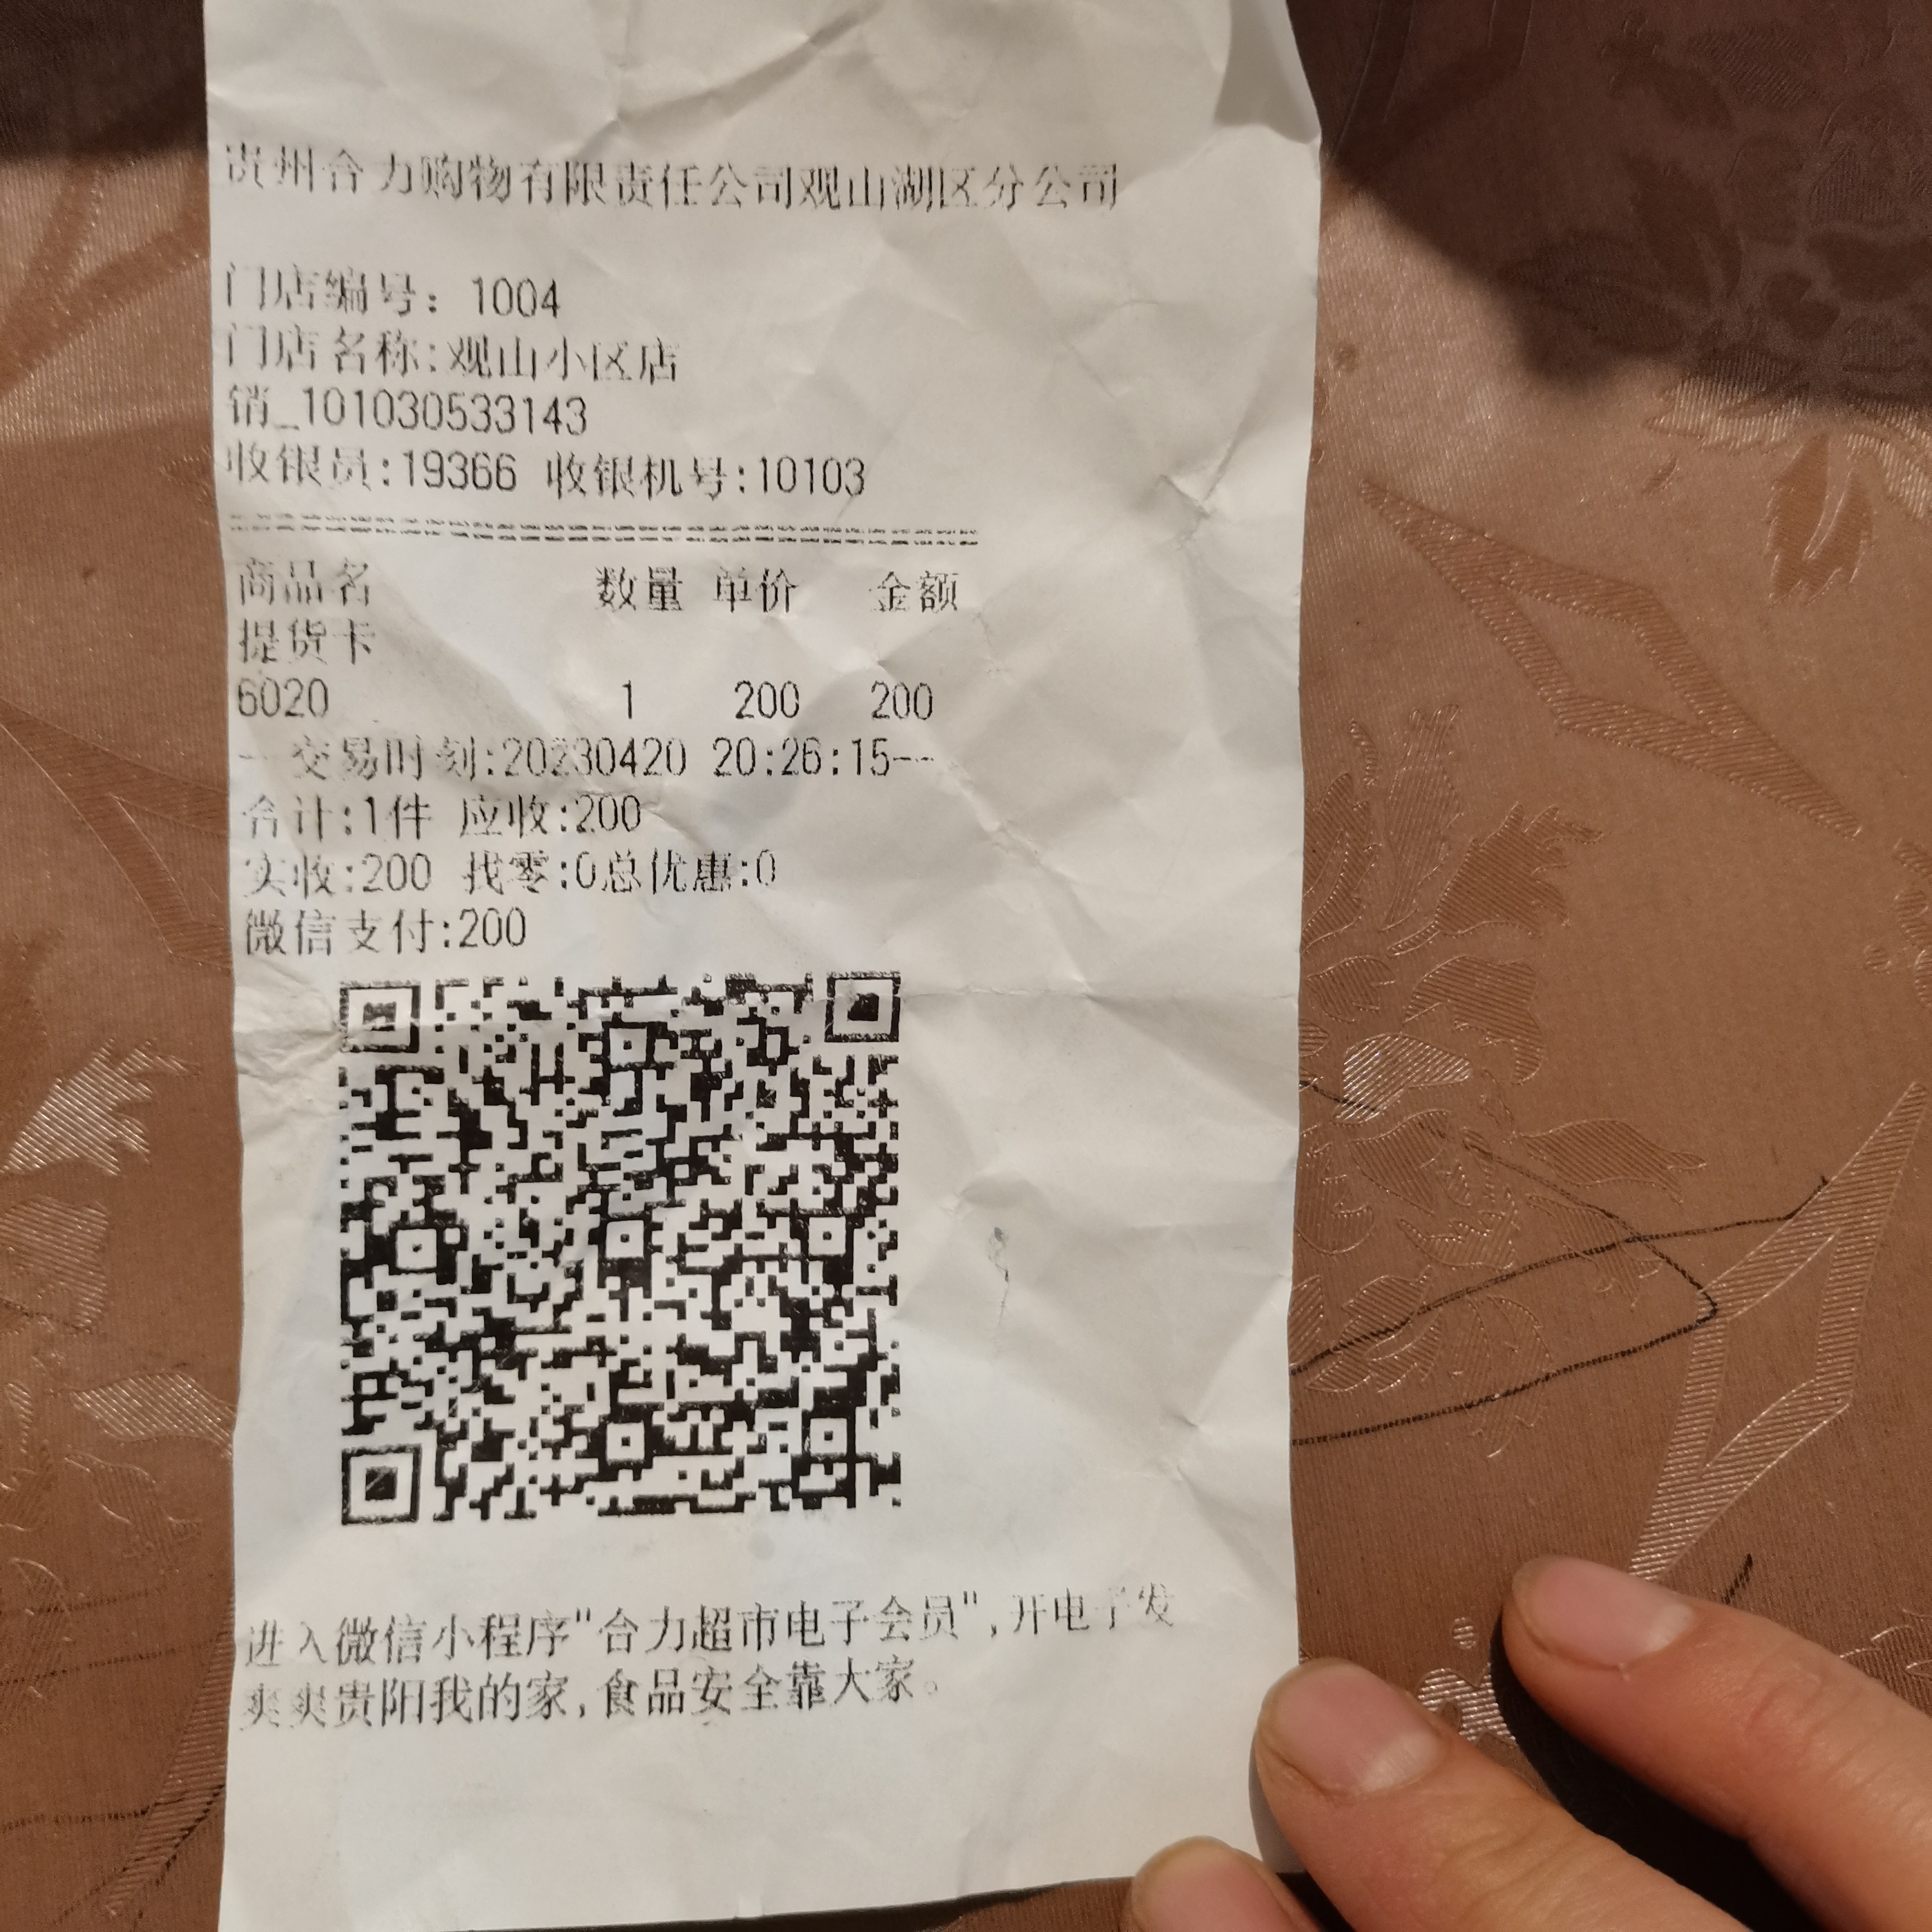 贵州合力购物有限责任公司观山湖区分公司
门店编号：1004
门店名称:观山小区店
销_101030533143
收银员:19366 收银机号:10103
商品名 数量 单价 金额
提货卡
6020 1 200 200
--交易时刻:20230420 20:26:15--
合计:1件 应收:200
实收:200 找零:0总优惠:0
微信支付:200
进入微信小程序"合力超市电子会员",开电子发
爽爽贵阳我的家,食品安全靠大家。